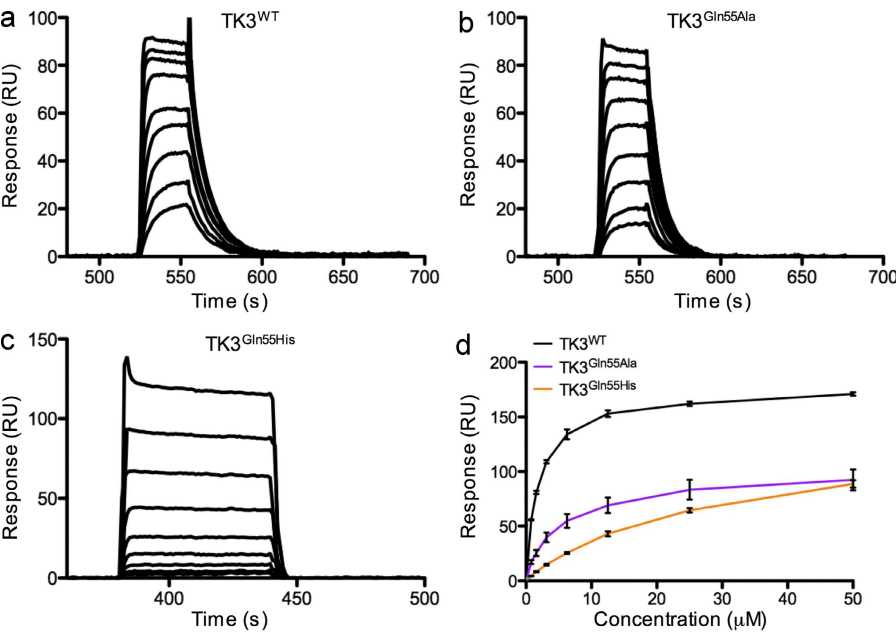 a
TK3WT
Response (RU)
100
80
60
40
20
0
500 550 600 650 700
Time (s)
b
TK3Gln55Ala
Response (RU)
100
80
60
40
20
0
500 550 600 650 700
Time (s)
c
TK3Gln55His
Response (RU)
150
100
50
0
400 450 500
Time (s)
d
TK3WT
TK3Gln55Ala
TK3Gln55His
Response (RU)
200
150
100
50
0
0 10 20 30 40 50
Concentration (μM)